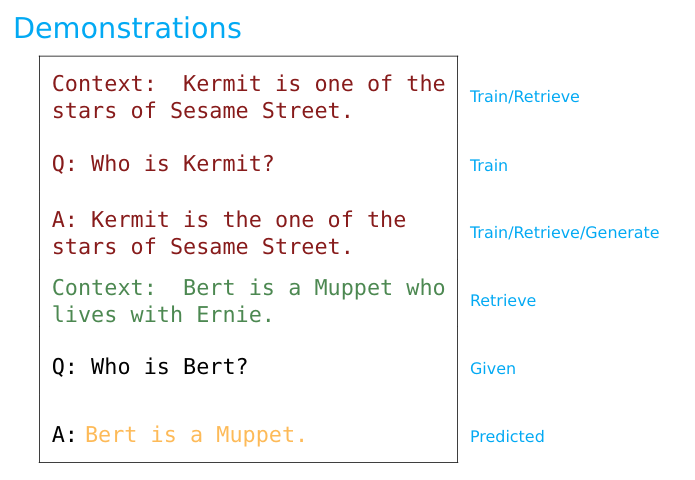 Demonstrations
Context:  Kermit is one of the
stars of Sesame Street.
Train/Retrieve
Q: Who is Kermit?
Train
A: Kermit is the one of the
stars of Sesame Street.
Train/Retrieve/Generate
Context:  Bert is a Muppet who
lives with Ernie.
Retrieve
Q: Who is Bert?
Given
A: Bert is a Muppet.
Predicted